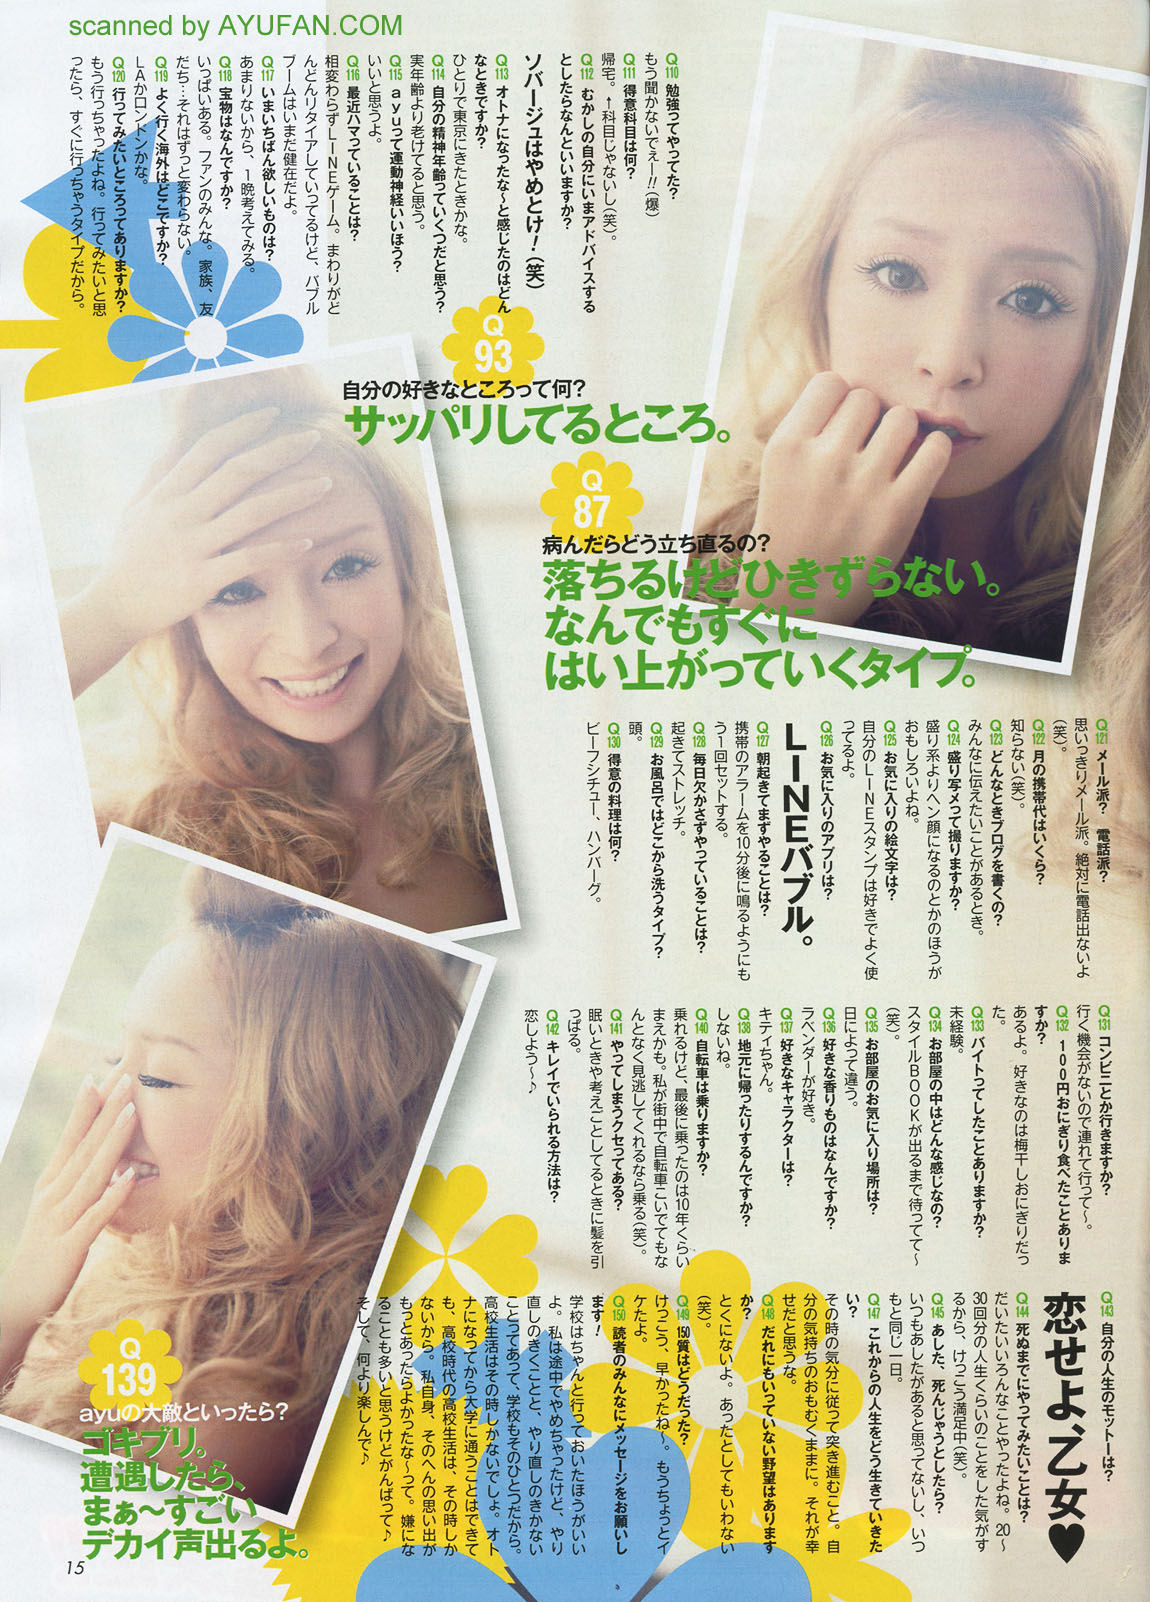 scanned by AYUFAN.COM
Q110 勉強ってやってた?
もう聞かないでぇー!!(爆)
Q111 得意科目は何?
帰宅。↑科目じゃないし(笑)。
Q112 むかしの自分にいまアドバイスする
としたらなんといいますか?
ソバージュはやめとけ!(笑)
Q113 オトナになったな〜と感じたのはどん
なときですか?
ひとりで東京にきたときかな。
Q114 自分の精神年齢っていくつだと思う?
実年齢より老けてると思う。
Q115 ayuって運動神経いいほう?
いいと思うよ。
Q116 最近ハマっていることは?
相変わらずLINEゲーム。まわりがど
んどんリタイアしていってるけど、バブル
ブームはいまだ健在だよ。
Q117 いまいちばん欲しいものは?
あまりないから、1晩考えてみる。
Q118 宝物はなんですか?
いっぱいある。ファンのみんな。家族、友
だち…それはずっと変わらない。
Q119 よく行く海外はどこですか?
LAかロンドンかな。
Q120 行ってみたいところってありますか?
もう行っちゃったよね。行ってみたいと思
ったら、すぐに行っちゃうタイプだから。
Q
93
自分の好きなところって何?
サッパリしてるところ。
Q
87
病んだらどう立ち直るの?
落ちるけどひきずらない。
なんでもすぐに
はい上がっていくタイプ。
Q121 メール派? 電話派?
思いっきりメール派。絶対に電話出ないよ
(笑)。
Q122 月の携帯代はいくら?
知らない(笑)。
Q123 どんなときブログを書くの?
みんなに伝えたいことがあるとき。
Q124 盛り写メって撮りますか?
盛り系よりヘン顔になるのとかのほうが
おもしろいよね。
Q125 お気に入りの絵文字は?
自分のLINEスタンプは好きでよく使
ってるよ。
Q126 お気に入りのアプリは?
LINEバブル。
Q127 朝起きてまずやることは?
携帯のアラームを10分後に鳴るようにも
う1回セットする。
Q128 毎日欠かさずやっていることは?
起きてストレッチ。
Q129 お風呂ではどこから洗うタイプ?
頭。
Q130 得意の料理は何?
ビーフシチュー、ハンバーグ。
Q131 コンビニとか行きますか?
行く機会がないので連れて行って〜。
Q132 100円おにぎり食べたことありま
すか?
あるよ。好きなのは梅干しおにぎりだっ
た。
Q133 バイトってしたことありますか?
未経験。
Q134 お部屋の中はどんな感じなの?
スタイルBOOKが出るまで待ってて〜
(笑)。
Q135 お部屋のお気に入り場所は?
日によって違う。
Q136 好きな香りものはなんですか?
ラベンダーが好き。
Q137 好きなキャラクターは?
キティちゃん。
Q138 地元に帰ったりするんですか?
しないね。
Q140 自転車は乗りますか?
乗れるけど、最後に乗ったのは10年くらい
まえかも。私が街中で自転車こいでてもな
んとなく見逃してくれるなら乗る(笑)。
Q141 やってしまうクセってある?
眠いときや考えごとしてるときに髪を引
っぱる。
Q142 キレイでいられる方法は?
恋しよう〜♪
Q143 自分の人生のモットーは?
恋せよ、乙女♥
Q144 死ぬまでにやってみたいことは?
だいたいいろんなことやったよね。20〜
30回分の人生くらいのことをした気がす
るから、けっこう満足中(笑)。
Q145 あした、死んじゃうとしたら?
いつもあしたがあると思ってないし、いつ
もと同じ一日。
Q147 これからの人生をどう生きていきた
い?
その時の気分に従って突き進むこと。自
分の気持ちのおもむくままに。それが幸
せだと思うな。
Q148 だれにもいっていない野望はあります
か?
とくにないよ。あったとしてもいわない
(笑)。
Q149 150質はどうだった?
けっこう、早かったね〜。もうちょっとイ
ケたよ。
Q150 読者のみんなにメッセージをお願いし
ます!
学校はちゃんと行っておいたほうがいい
よ。私は途中でやめちゃったけど、やり
直しのきくことと、やり直しのきかない
ことってあって、学校もそのひとつだから。
高校生活はその時しかないでしょ。オト
ナになってから大学に通うことはできて
も、高校時代の高校生活は、その時しか
ないから。私自身、そのへんの思い出が
もっとあったらよかったなって。嫌にな
ることも多いと思うけどがんばって♪
そして、何より楽しんで♪
Q
139
ayuの大敵といったら?
ゴキブリ。
遭遇したら、
まぁ〜すごい
デカイ声出るよ。
15